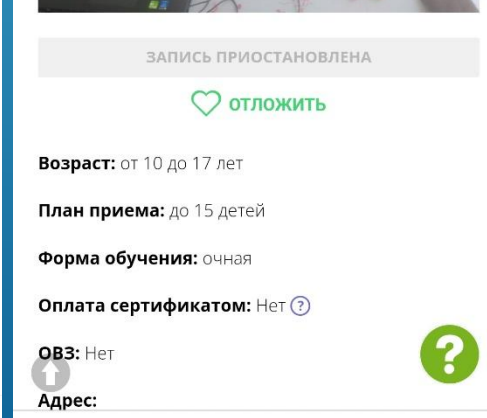 ЗАПИСЬ ПРИОСТАНОВЛЕНА
ОТЛОЖИТЬ
Возраст: от 10 до 17 лет
План приема: до 15 детей
Форма обучения: очная
Оплата сертификатом: Нет ?
?
ОВЗ: Нет
Адрес: